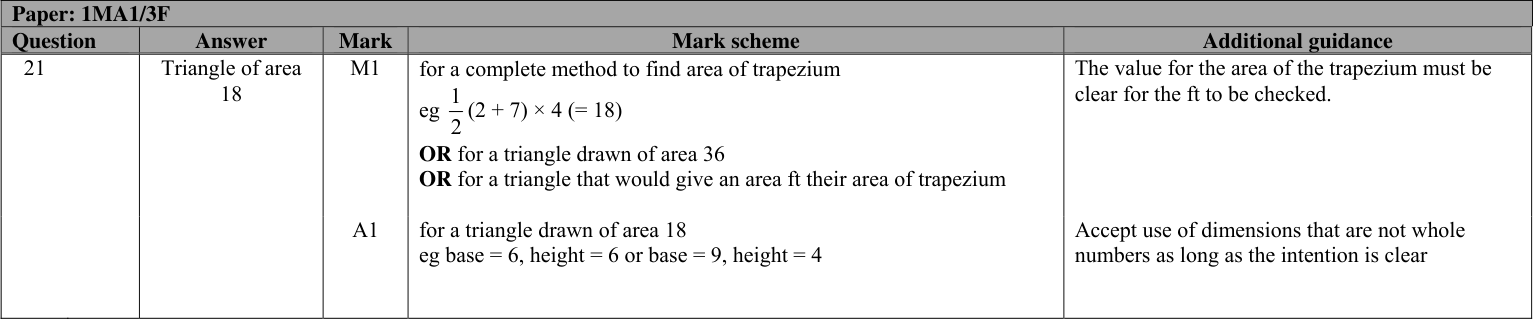 Paper: 1MA1/3F
Question Answer Mark Mark scheme Additional guidance
21 Triangle of area 18 M1 for a complete method to find area of trapezium
eg 1/2 (2 + 7) × 4 (= 18)
OR for a triangle drawn of area 36
OR for a triangle that would give an area ft their area of trapezium
The value for the area of the trapezium must be
clear for the ft to be checked.
A1 for a triangle drawn of area 18
eg base = 6, height = 6 or base = 9, height = 4
Accept use of dimensions that are not whole
numbers as long as the intention is clear